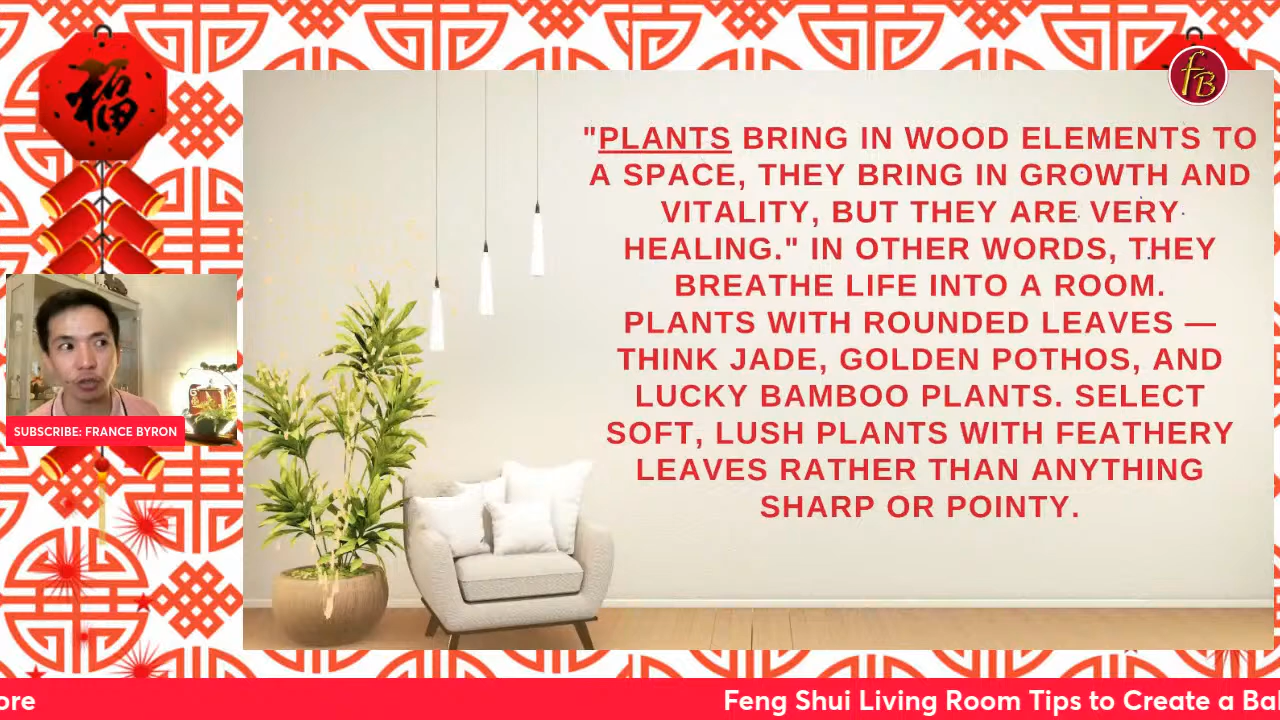 福
fB
"PLANTS BRING IN WOOD ELEMENTS TO
A SPACE, THEY BRING IN GROWTH AND
VITALITY, BUT THEY ARE VERY
HEALING." IN OTHER WORDS, THEY
BREATHE LIFE INTO A ROOM.
PLANTS WITH ROUNDED LEAVES —
THINK JADE, GOLDEN POTHOS, AND
LUCKY BAMBOO PLANTS. SELECT
SOFT, LUSH PLANTS WITH FEATHERY
LEAVES RATHER THAN ANYTHING
SHARP OR POINTY.
SUBSCRIBE: FRANCE BYRON
ore
Feng Shui Living Room Tips to Create a Bal